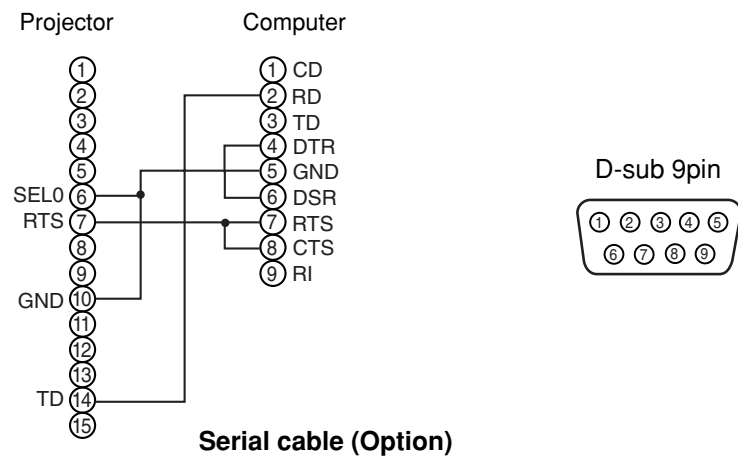 Projector
Computer
1
2
3
4
5
SEL0 6
RTS 7
8
9
GND 10
11
12
13
TD 14
15
1 CD
2 RD
3 TD
4 DTR
5 GND
6 DSR
7 RTS
8 CTS
9 RI
D-sub 9pin
1 2 3 4 5
6 7 8 9
Serial cable (Option)